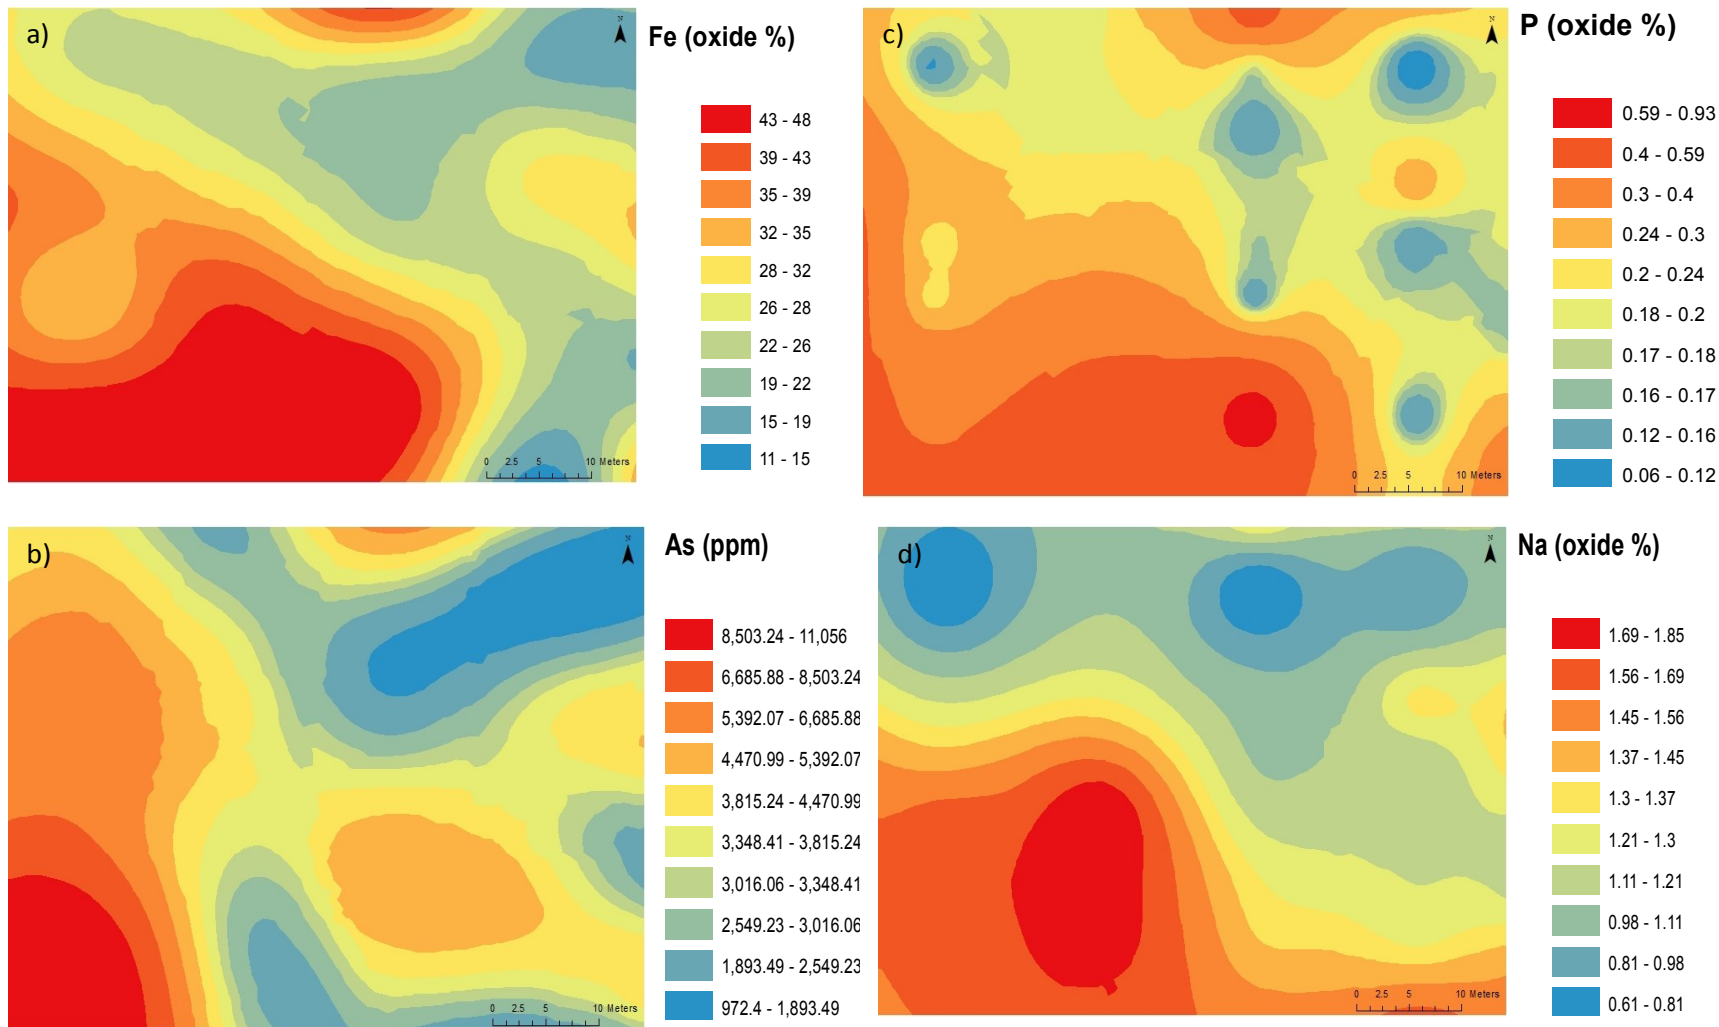 a)
N
Fe (oxide %)
43 - 48
39 - 43
35 - 39
32 - 35
28 - 32
26 - 28
22 - 26
19 - 22
15 - 19
11 - 15
0 2.5 5 10 Meters
c)
N
P (oxide %)
0.59 - 0.93
0.4 - 0.59
0.3 - 0.4
0.24 - 0.3
0.2 - 0.24
0.18 - 0.2
0.17 - 0.18
0.16 - 0.17
0.12 - 0.16
0.06 - 0.12
0 2.5 5 10 Meters
b)
N
As (ppm)
8,503.24 - 11,056
6,685.88 - 8,503.24
5,392.07 - 6,685.88
4,470.99 - 5,392.07
3,815.24 - 4,470.99
3,348.41 - 3,815.24
3,016.06 - 3,348.41
2,549.23 - 3,016.06
1,893.49 - 2,549.23
972.4 - 1,893.49
0 2.5 5 10 Meters
d)
N
Na (oxide %)
1.69 - 1.85
1.56 - 1.69
1.45 - 1.56
1.37 - 1.45
1.3 - 1.37
1.21 - 1.3
1.11 - 1.21
0.98 - 1.11
0.81 - 0.98
0.61 - 0.81
0 2.5 5 10 Meters